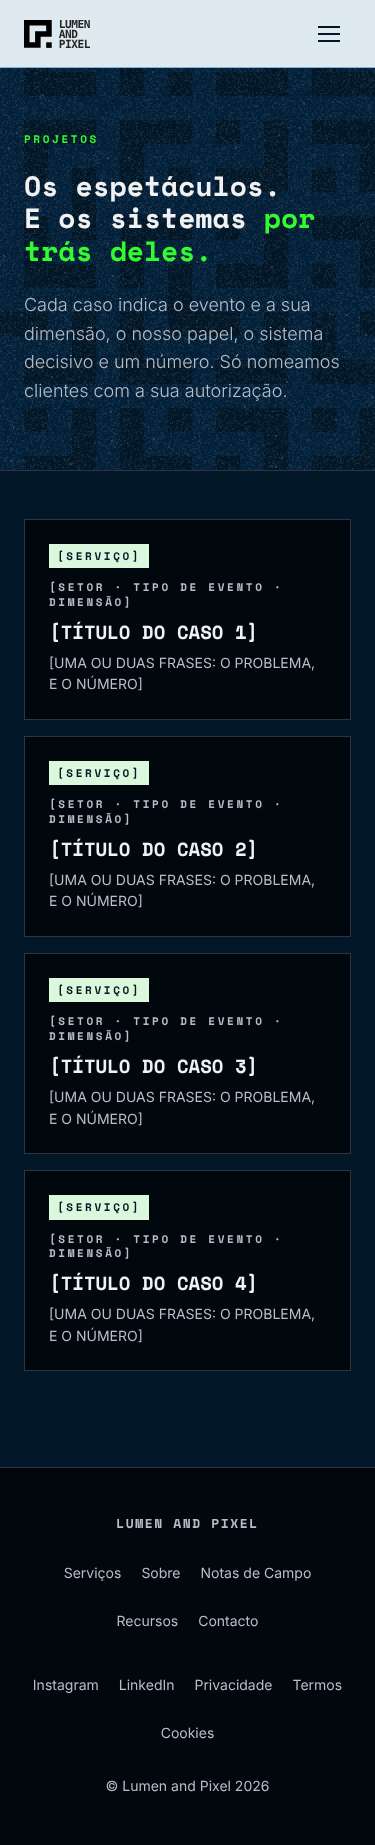 LUMEN
AND
PIXEL
PROJETOS
Os espetáculos.
E os sistemas por
trás deles.
Cada caso indica o evento e a sua
dimensão, o nosso papel, o sistema
decisivo e um número. Só nomeamos
clientes com a sua autorização.
[SERVIÇO]
[SETOR · TIPO DE EVENTO ·
DIMENSÃO]
[TÍTULO DO CASO 1]
[UMA OU DUAS FRASES: O PROBLEMA,
E O NÚMERO]
[SERVIÇO]
[SETOR · TIPO DE EVENTO ·
DIMENSÃO]
[TÍTULO DO CASO 2]
[UMA OU DUAS FRASES: O PROBLEMA,
E O NÚMERO]
[SERVIÇO]
[SETOR · TIPO DE EVENTO ·
DIMENSÃO]
[TÍTULO DO CASO 3]
[UMA OU DUAS FRASES: O PROBLEMA,
E O NÚMERO]
[SERVIÇO]
[SETOR · TIPO DE EVENTO ·
DIMENSÃO]
[TÍTULO DO CASO 4]
[UMA OU DUAS FRASES: O PROBLEMA,
E O NÚMERO]
LUMEN AND PIXEL
Serviços Sobre Notas de Campo
Recursos Contacto
Instagram LinkedIn Privacidade Termos
Cookies
© Lumen and Pixel 2026